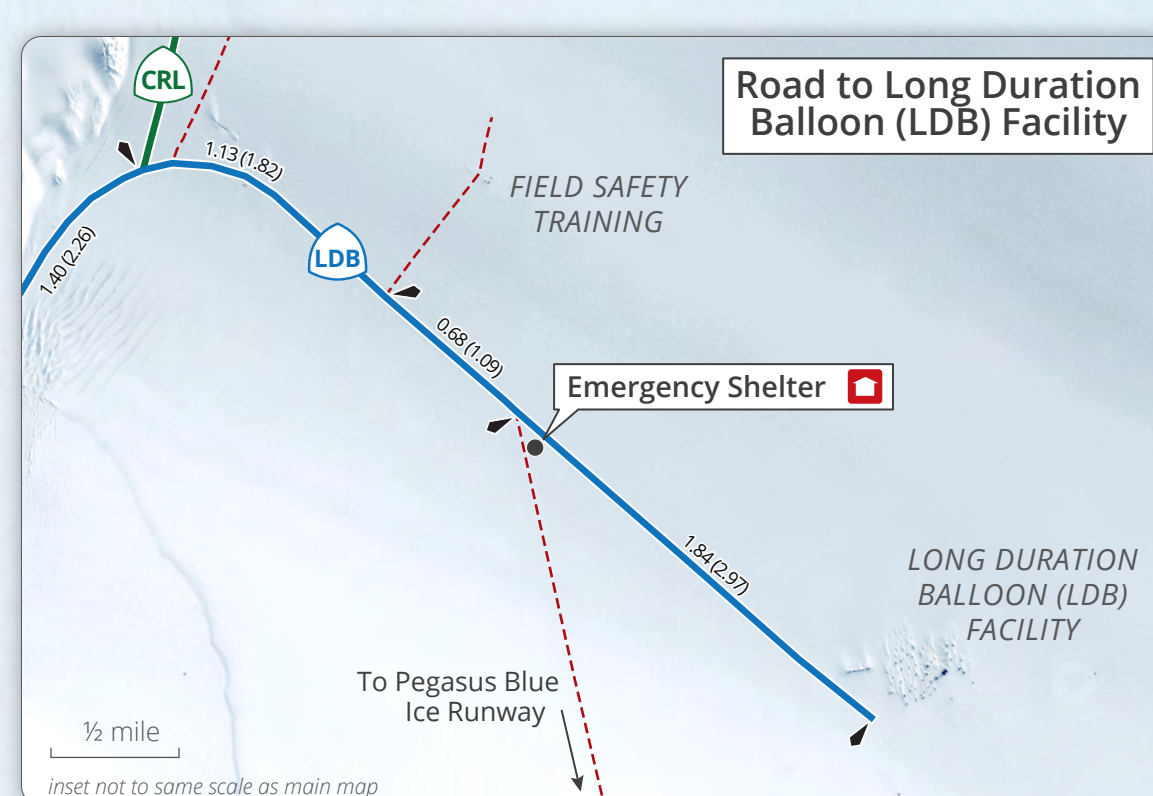 CRL
Road to Long Duration
Balloon (LDB) Facility
1.13 (1.82)
FIELD SAFETY
TRAINING
1.40 (2.26)
LDB
0.68 (1.09)
Emergency Shelter
1.84 (2.97)
LONG DURATION
BALLOON (LDB)
FACILITY
To Pegasus Blue
Ice Runway
½ mile
inset not to same scale as main map